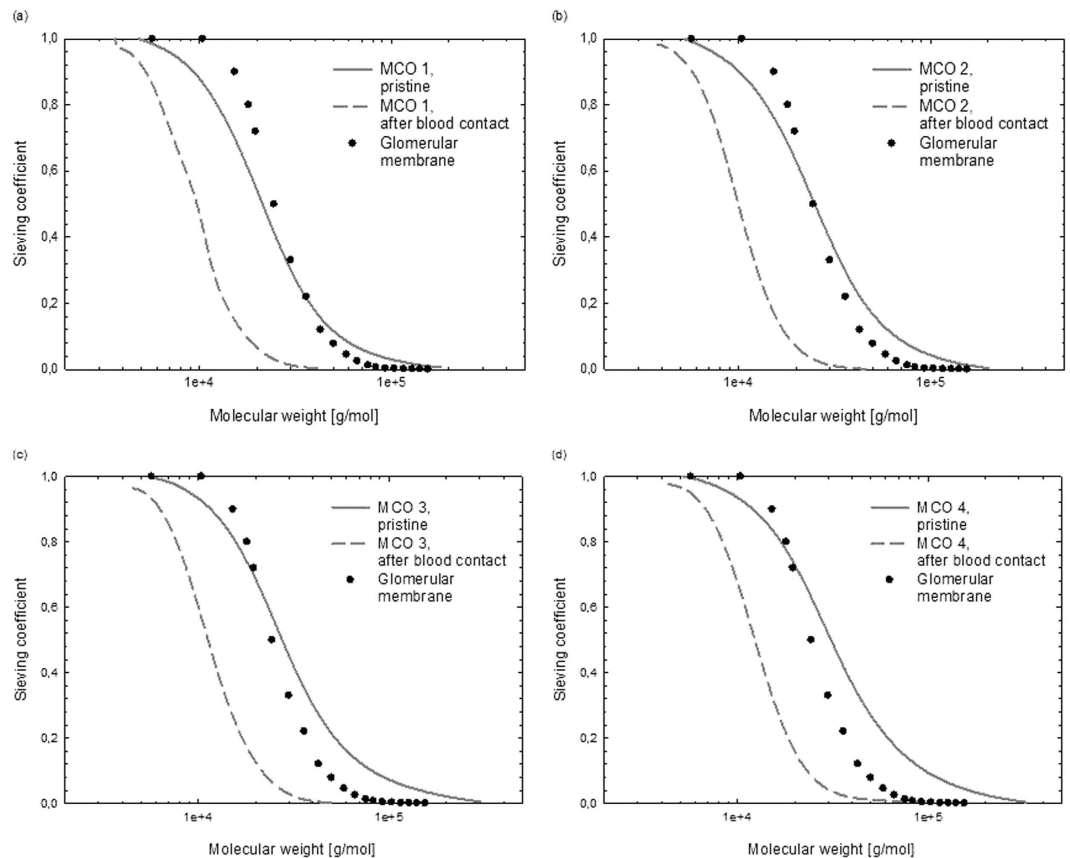 (a)
1,0
0,8
0,6
0,4
0,2
0,0
Sieving coefficient
1e+4
1e+5
Molecular weight [g/mol]
MCO 1,
pristine
MCO 1,
after blood contact
Glomerular
membrane
(b)
1,0
0,8
0,6
0,4
0,2
0,0
Sieving coefficient
1e+4
1e+5
Molecular weight [g/mol]
MCO 2,
pristine
MCO 2,
after blood contact
Glomerular
membrane
(c)
1,0
0,8
0,6
0,4
0,2
0,0
Sieving coefficient
1e+4
1e+5
Molecular weight [g/mol]
MCO 3,
pristine
MCO 3,
after blood contact
Glomerular
membrane
(d)
1,0
0,8
0,6
0,4
0,2
0,0
Sieving coefficient
1e+4
1e+5
Molecular weight [g/mol]
MCO 4,
pristine
MCO 4,
after blood contact
Glomerular
membrane